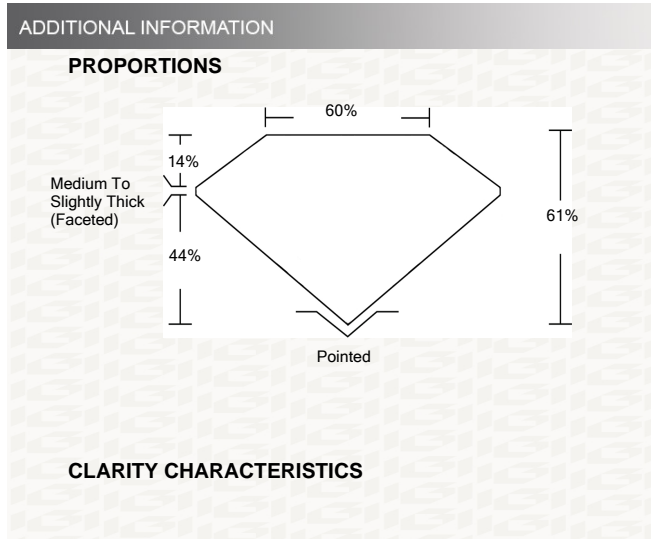 ADDITIONAL INFORMATION
PROPORTIONS
60%
14%
Medium To
Slightly Thick
(Faceted)
61%
44%
Pointed
CLARITY CHARACTERISTICS